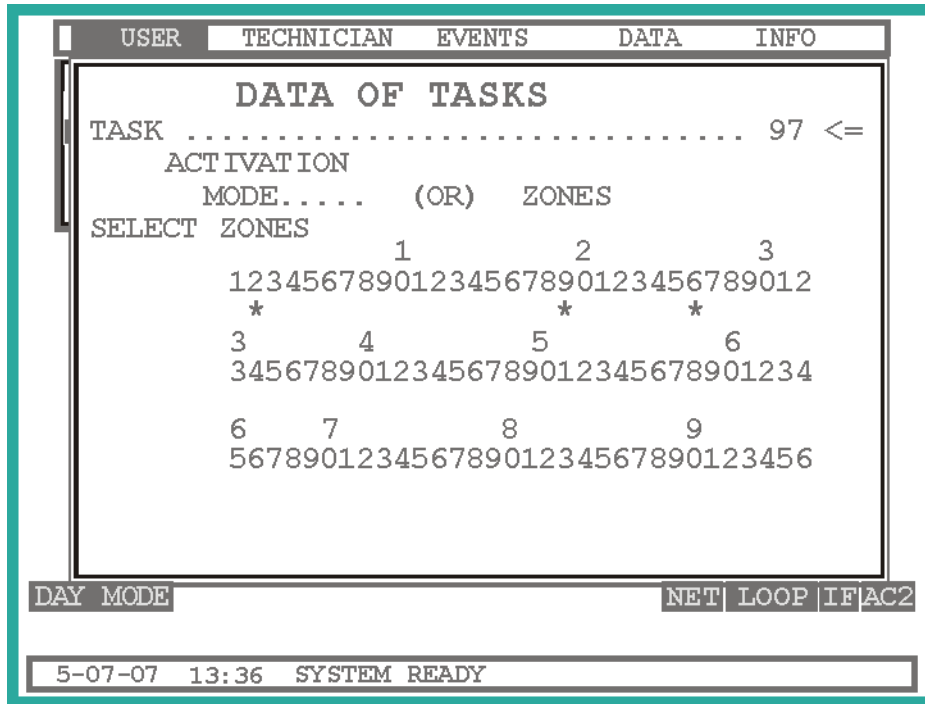 USER TECHNICIAN EVENTS DATA INFO
DATA OF TASKS
TASK ............................... 97 <=
ACTIVATION
MODE..... (OR) ZONES
SELECT ZONES
1 2 3
12345678901234567890123456789012
* * *
3 4 5 6
34567890123456789012345678901234
6 7 8 9
56789012345678901234567890123456
DAY MODE NET LOOP IF AC2
5-07-07 13:36 SYSTEM READY